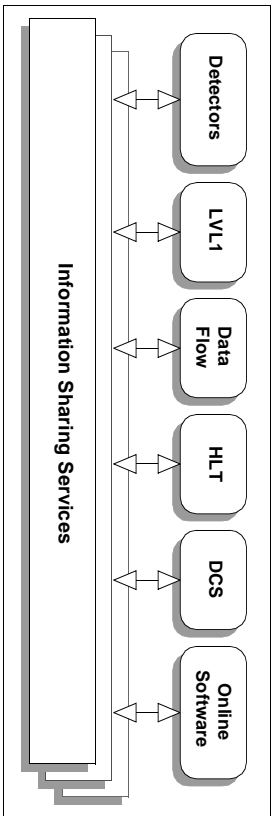 Detectors
LVL1
Data
Flow
HLT
DCS
Online
Software
Information Sharing Services